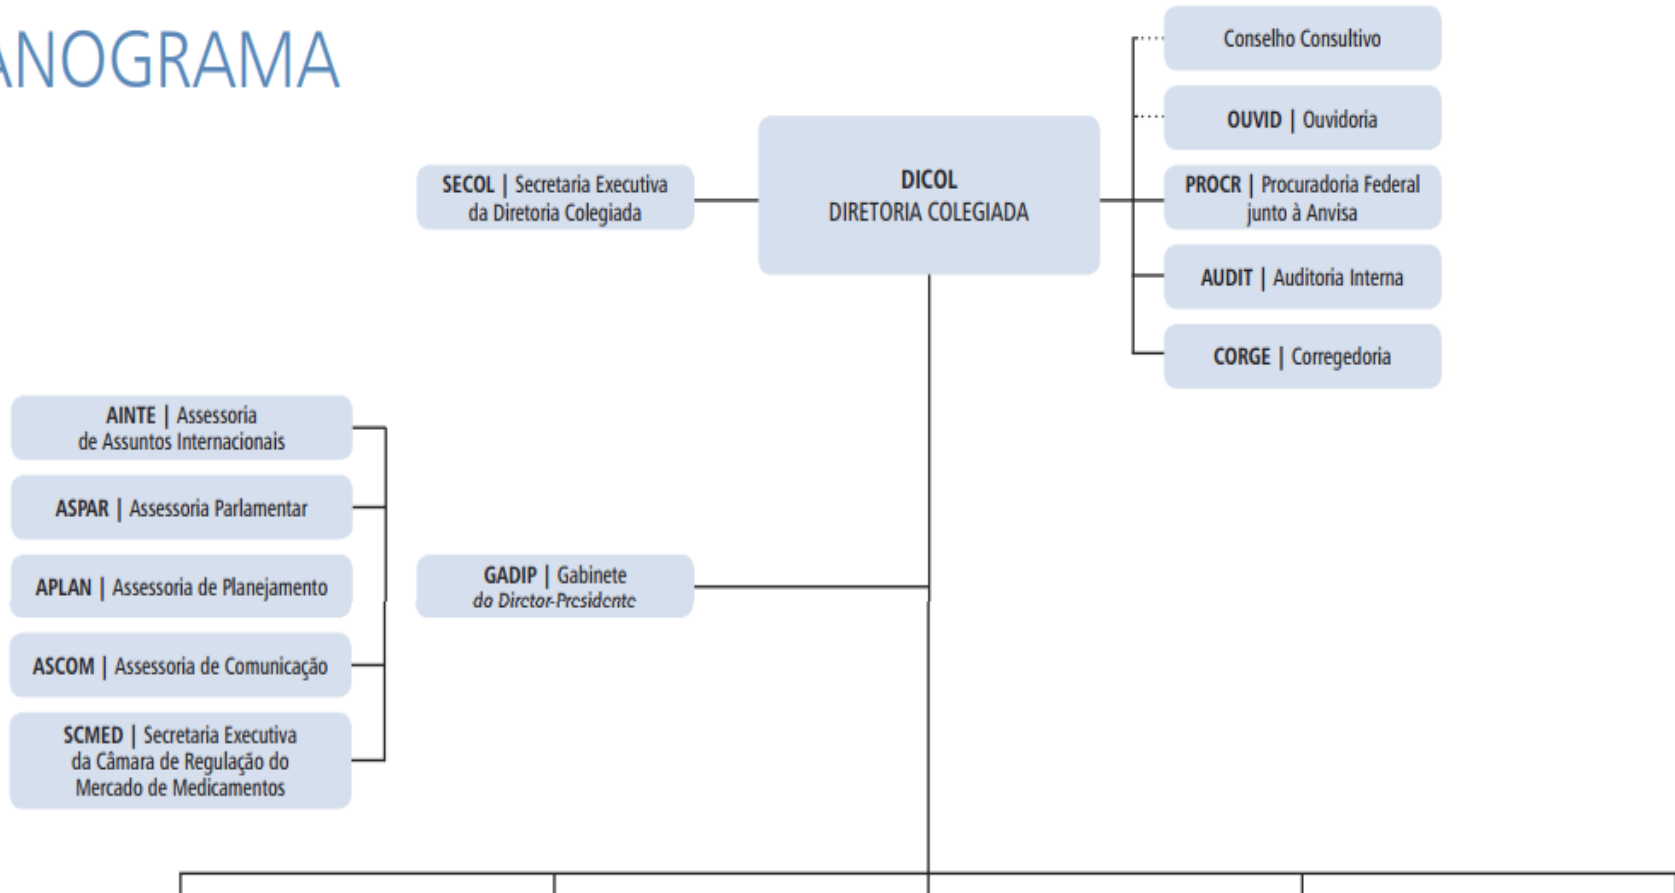 ANOGRAMA
Conselho Consultivo
OUVID | Ouvidoria
SECOL | Secretaria Executiva
da Diretoria Colegiada
DICOL
DIRETORIA COLEGIADA
PROCR | Procuradoria Federal
junto à Anvisa
AUDIT | Auditoria Interna
CORGE | Corregedoria
AINTE | Assessoria
de Assuntos Internacionais
ASPAR | Assessoria Parlamentar
APLAN | Assessoria de Planejamento
GADIP | Gabinete
do Diretor-Presidente
ASCOM | Assessoria de Comunicação
SCMED | Secretaria Executiva
da Câmara de Regulação do
Mercado de Medicamentos